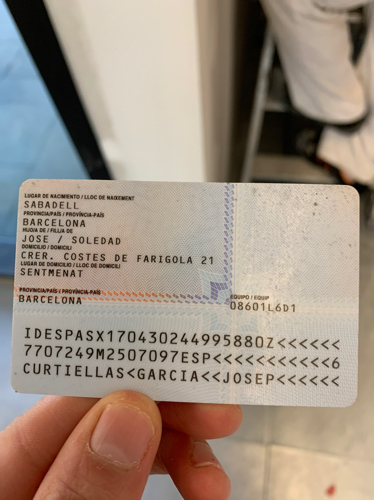 LUGAR DE NACIMIENTO / LLOC DE NAIXEMENT
SABADELL
PROVINCIA/PAÍS / PROVÍNCIA-PAÍS
BARCELONA
HIJO/A DE / FILL/A DE
JOSE / SOLEDAD
DOMICILIO / DOMICILI
CRER. COSTES DE FARIGOLA 21
LUGAR DE DOMICILIO / LLOC DE DOMICILI
SENTMENAT
PROVINCIA/PAÍS / PROVÍNCIA-PAÍS
BARCELONA
EQUIPO / EQUIP
08601L6D1
IDESPASX170430244995880Z<<<<<<
7707249M2507097ESP<<<<<<<<<<<6
CURTIELLAS<GARCIA<<JOSEP<<<<<<